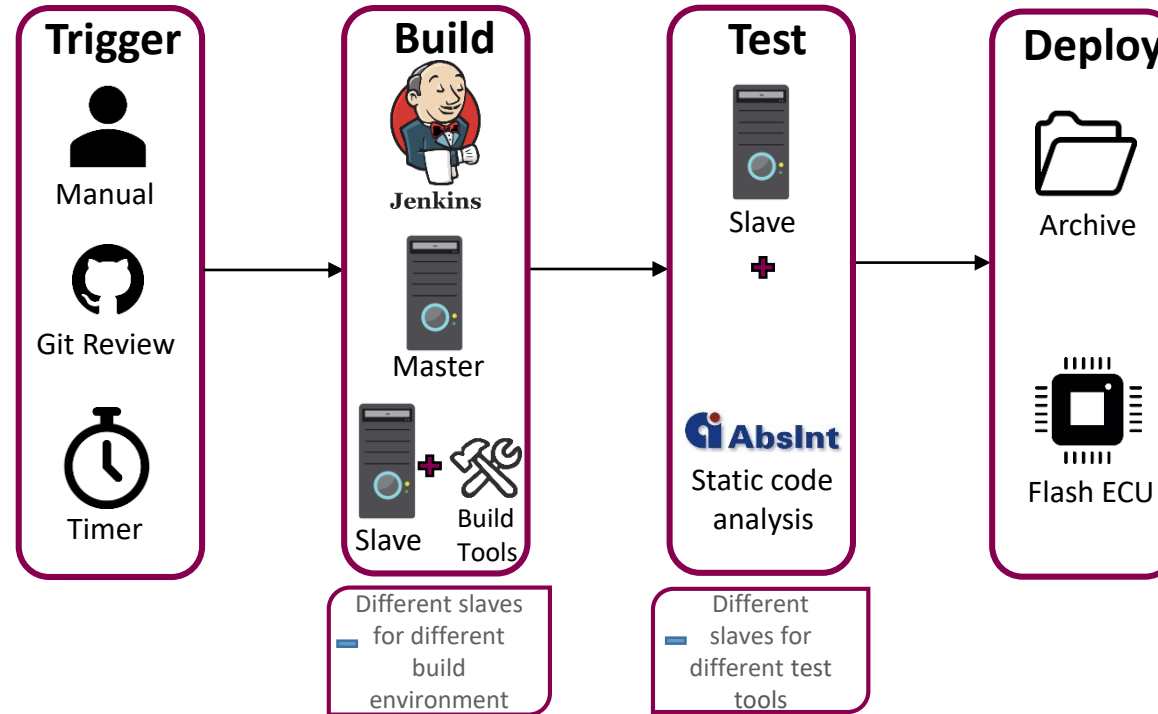 Trigger
Manual
Git Review
Timer
Build
Jenkins
Master
Slave
Build
Tools
Different slaves
for different
build
environment
Test
Slave
AbsInt
Static code
analysis
Different
slaves for
different test
tools
Deploy
Archive
Flash ECU